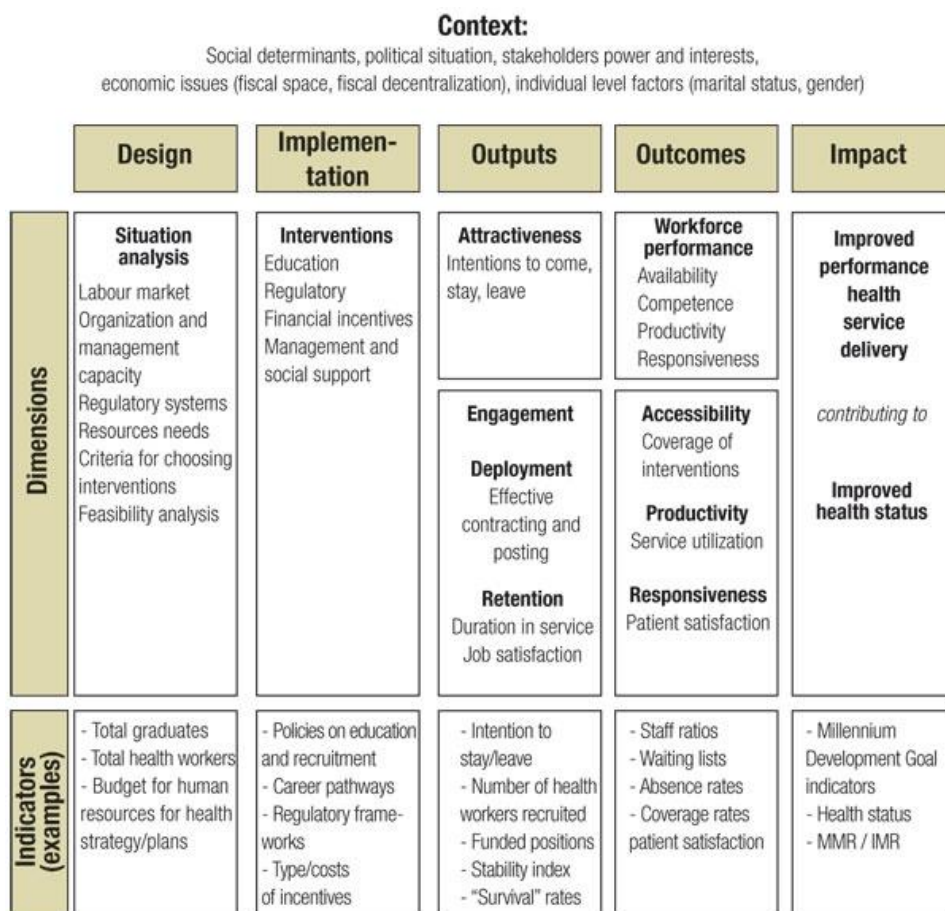 Context:
Social determinants, political situation, stakeholders power and interests,
economic issues (fiscal space, fiscal decentralization), individual level factors (marital status, gender)
Design
Implemen-
tation
Outputs
Outcomes
Impact
Dimensions
Situation
analysis
Labour market
Organization and
management
capacity
Regulatory systems
Resources needs
Criteria for choosing
interventions
Feasibility analysis
Interventions
Education
Regulatory
Financial incentives
Management and
social support
Attractiveness
Intentions to come,
stay, leave
Engagement
Deployment
Effective
contracting and
posting
Retention
Duration in service
Job satisfaction
Workforce
performance
Availability
Competence
Productivity
Responsiveness
Accessibility
Coverage of
interventions
Productivity
Service utilization
Responsiveness
Patient satisfaction
Improved
performance
health
service
delivery
contributing to
Improved
health status
Indicators
(examples)
- Total graduates
- Total health workers
- Budget for human
resources for health
strategy/plans
- Policies on education
and recruitment
- Career pathways
- Regulatory frame-
works
- Type/costs
of incentives
- Intention to
stay/leave
- Number of health
workers recruited
- Funded positions
- Stability index
- “Survival” rates
- Staff ratios
- Waiting lists
- Absence rates
- Coverage rates
patient satisfaction
- Millennium
Development Goal
indicators
- Health status
- MMR / IMR